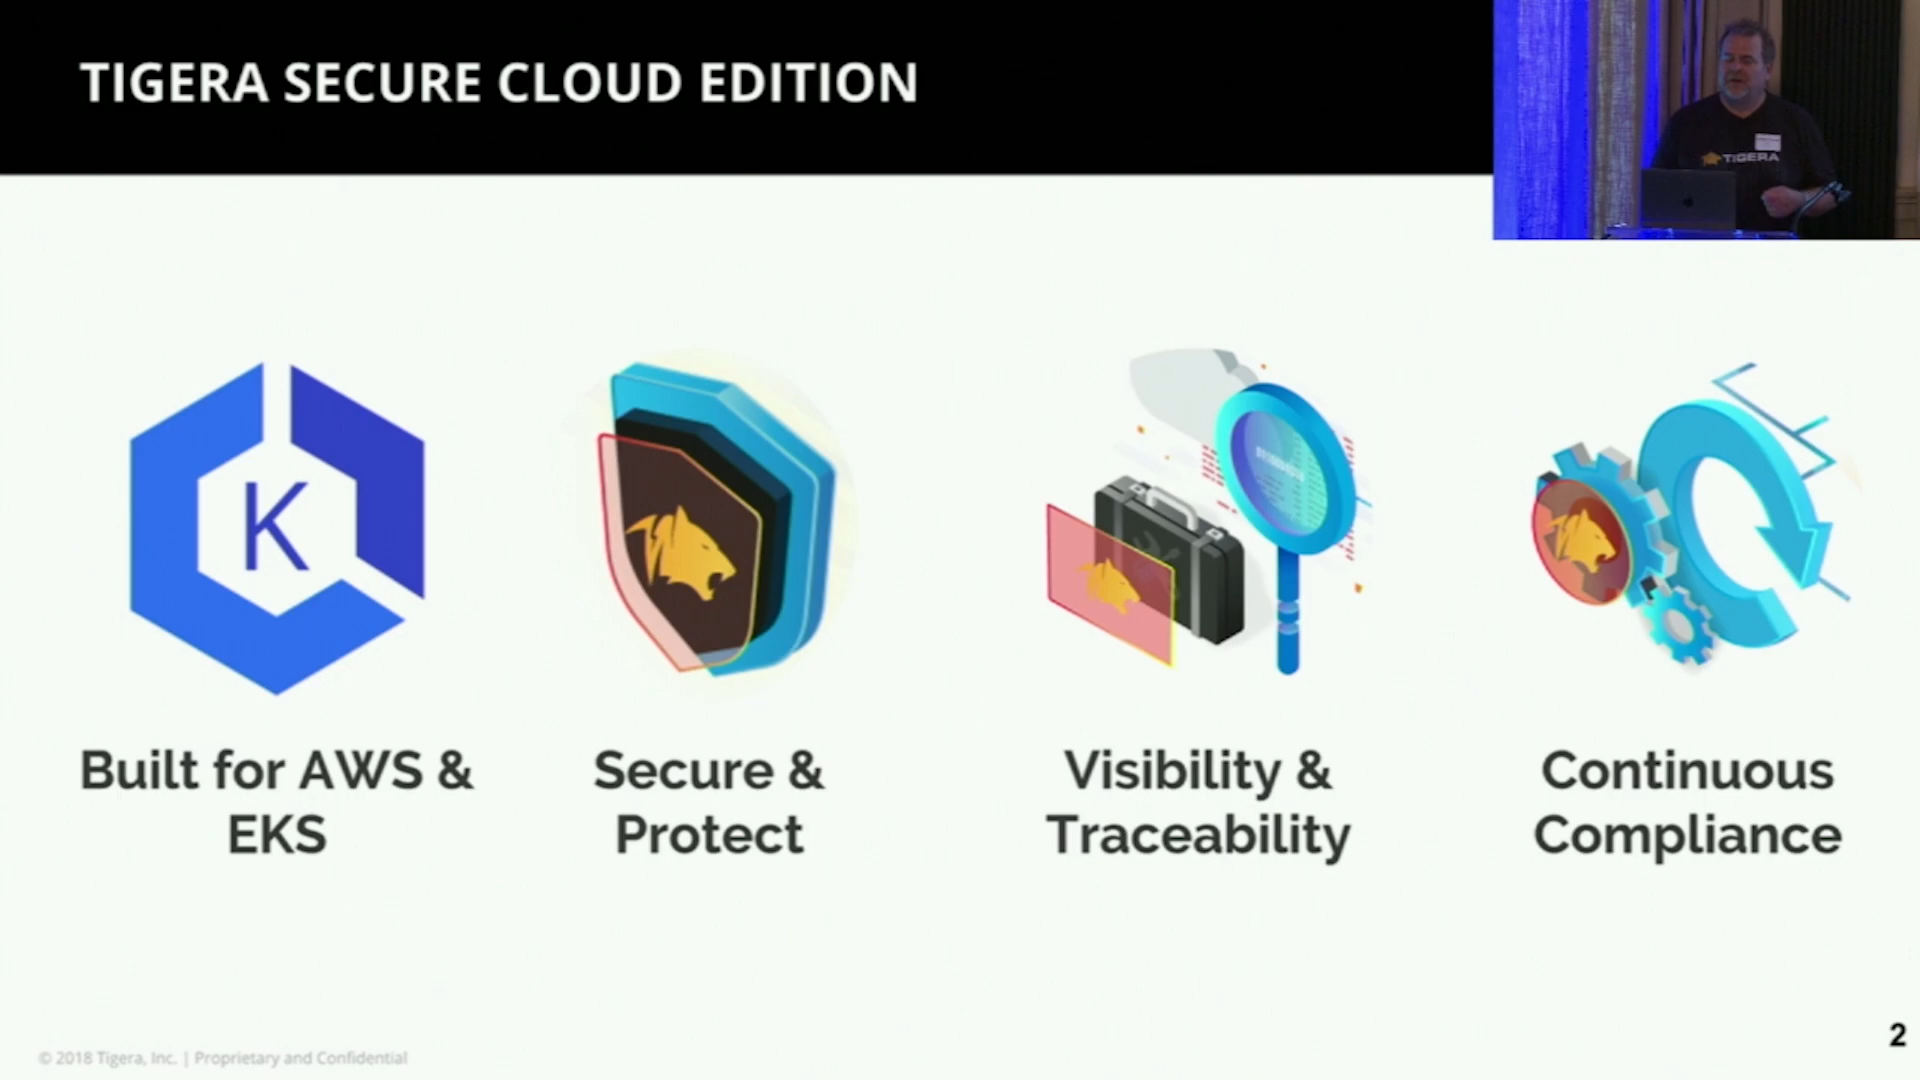 TIGERA SECURE CLOUD EDITION
TIGERA
K
Built for AWS &
EKS
Secure &
Protect
Visibility &
Traceability
Continuous
Compliance
© 2018 Tigera, Inc. | Proprietary and Confidential
2